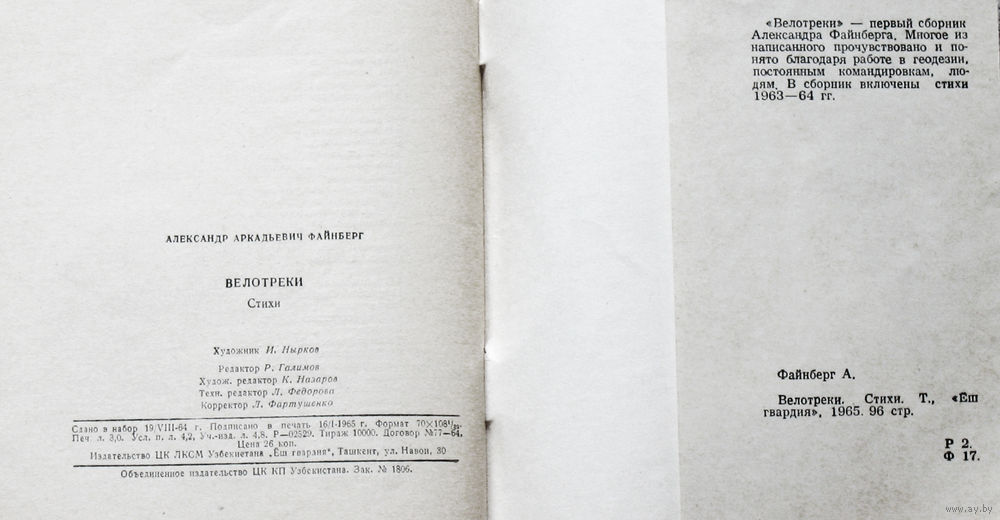 АЛЕКСАНДР АРКАДЬЕВИЧ ФАЙНБЕРГ
ВЕЛОТРЕКИ
Стихи
Художник И. Нырков
Редактор Р. Галимов
Худож. редактор К. Назаров
Техн. редактор Л. Федорова
Корректор Л. Фартушенко
Сдано в набор 19/VIII-64 г. Подписано в печать 16/I-1965 г. Формат 70×108¹/₃₂.
Печ. л. 3,0. Усл. п. л. 4,2, Уч.-изд. л. 4,8. Р—02529. Тираж 10000. Договор №77—64.
Цена 26 коп.
Издательство ЦК ЛКСМ Узбекистана „Ёш гвардия", Ташкент, ул. Навои, 30
Объединенное издательство ЦК КП Узбекистана. Зак. № 1806.
«Велотреки» — первый сборник
Александра Файнберга. Многое из
написанного прочувствовано и по-
нято благодаря работе в геодезии,
постоянным командировкам, лю-
дям. В сборник включены стихи
1963—64 гг.
Файнберг А.
Велотреки. Стихи. Т., «Ёш
гвардия», 1965. 96 стр.
Р 2.
Ф 17.
www.ay.by